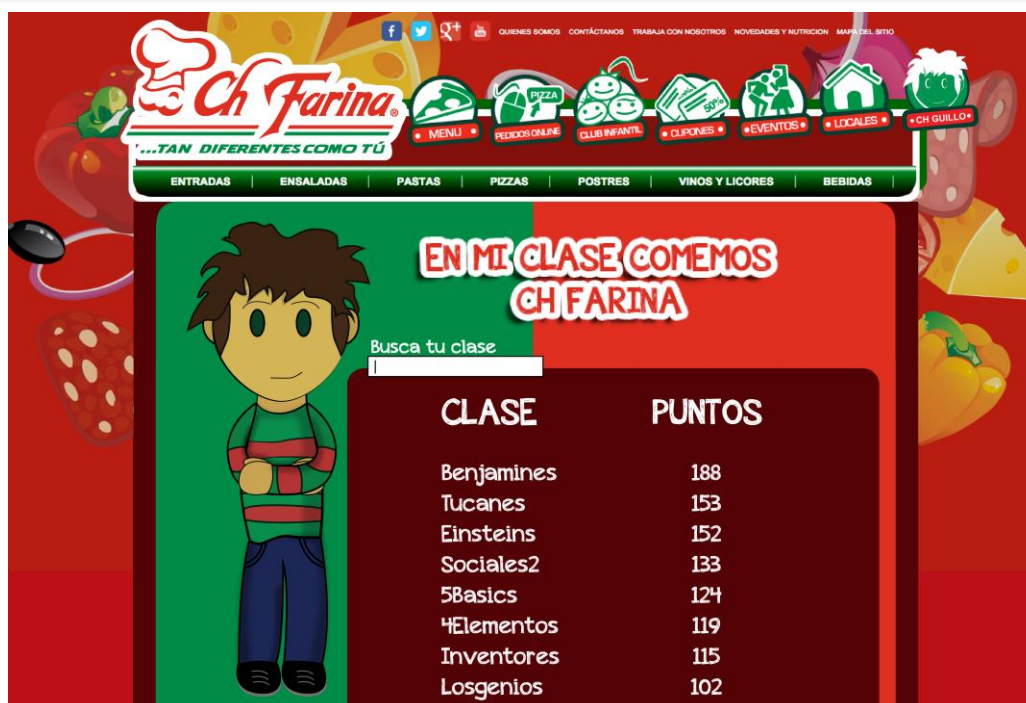 QUIENES SOMOS CONTÁCTANOS TRABAJA CON NOSOTROS NOVEDADES Y NUTRICION MAPA DEL SITIO
Ch Farina®
...TAN DIFERENTES COMO TÚ
MENU
PIZZA
PEDIDOS ONLINE
CLUB INFANTIL
50%
CUPONES
EVENTOS
LOCALES
CH GUILLO
ENTRADAS | ENSALADAS | PASTAS | PIZZAS | POSTRES | VINOS Y LICORES | BEBIDAS |
EN MI CLASE COMEMOS
CH FARINA
Busca tu clase
CLASE PUNTOS
Benjamines 188
Tucanes 153
Einsteins 152
Sociales2 133
5Basics 124
4Elementos 119
Inventores 115
Losgenios 102